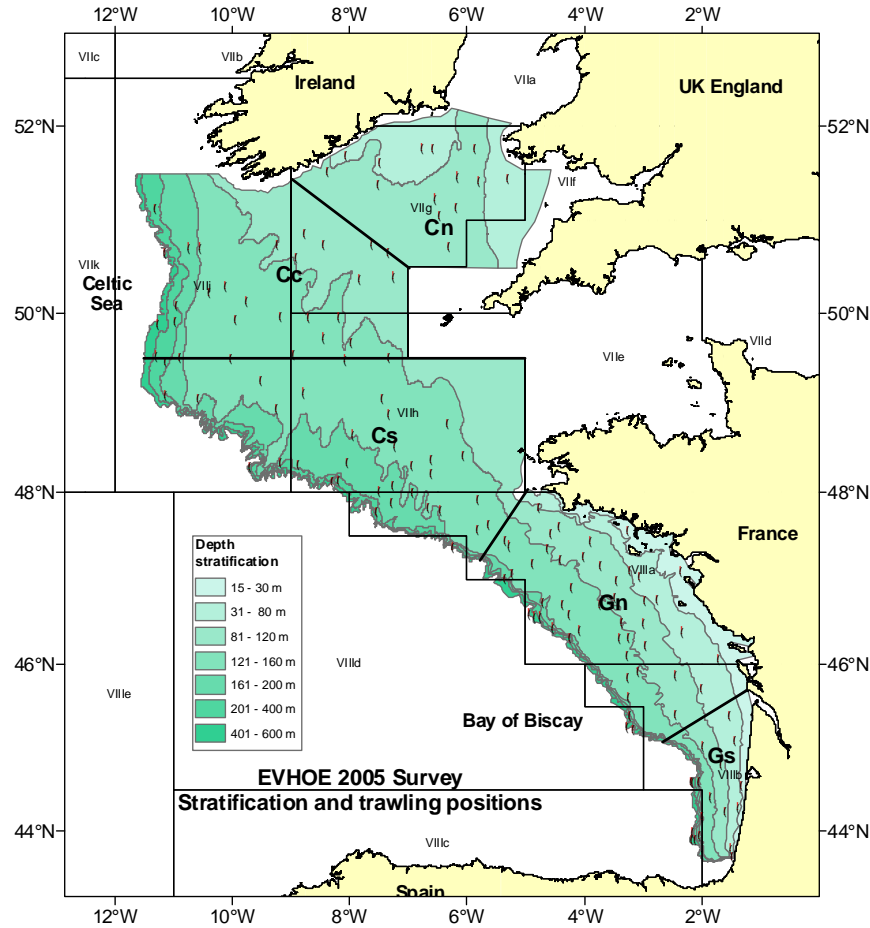 12°W 10°W 8°W 6°W 4°W 2°W
VIIc
VIIb
VIIa
Ireland
UK England
52°N
52°N
VIIf
VIIg
Cn
VIIk
Cc
Celtic
Sea
VIIj
50°N
50°N
VIIe
VIId
VIIh
Cs
48°N
48°N
France
Depth
stratification
15 - 30 m
31 - 80 m
81 - 120 m
121 - 160 m
161 - 200 m
201 - 400 m
401 - 600 m
VIIIa
Gn
46°N
46°N
VIIIe
VIIId
Bay of Biscay
Gs
VIIIb
EVHOE 2005 Survey
Stratification and trawling positions
44°N
44°N
VIIIc
Spain
12°W 10°W 8°W 6°W 4°W 2°W